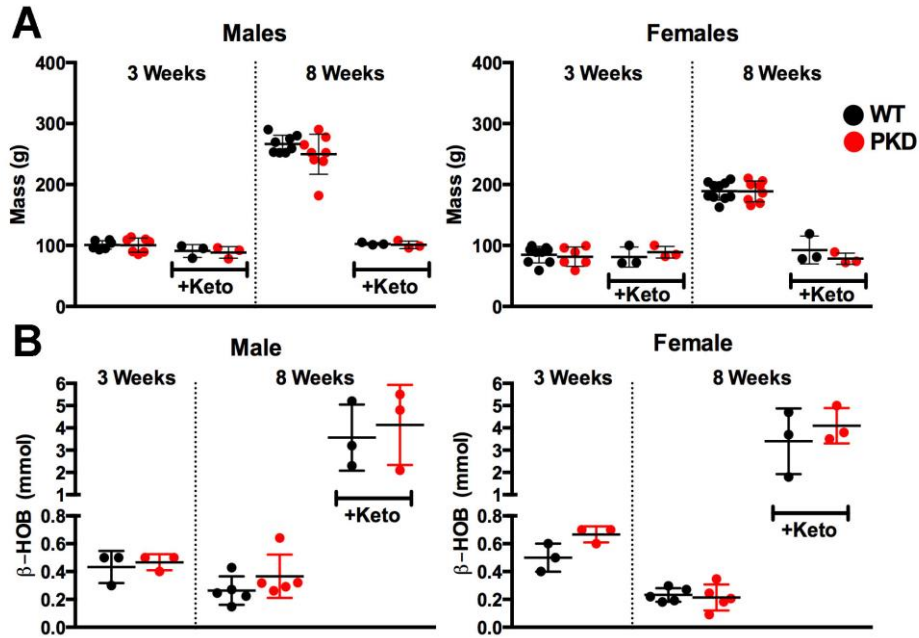 A
Males
Females
3 Weeks
8 Weeks
3 Weeks
8 Weeks
WT
PKD
Mass (g)
400
300
200
100
0
+Keto
+Keto
Mass (g)
400
300
200
100
0
+Keto
+Keto
B
Male
Female
3 Weeks
8 Weeks
3 Weeks
8 Weeks
β-HOB (mmol)
6
5
4
3
2
1
0.8
0.6
0.4
0.2
0.0
+Keto
β-HOB (mmol)
6
5
4
3
2
1
0.8
0.6
0.4
0.2
0.0
+Keto